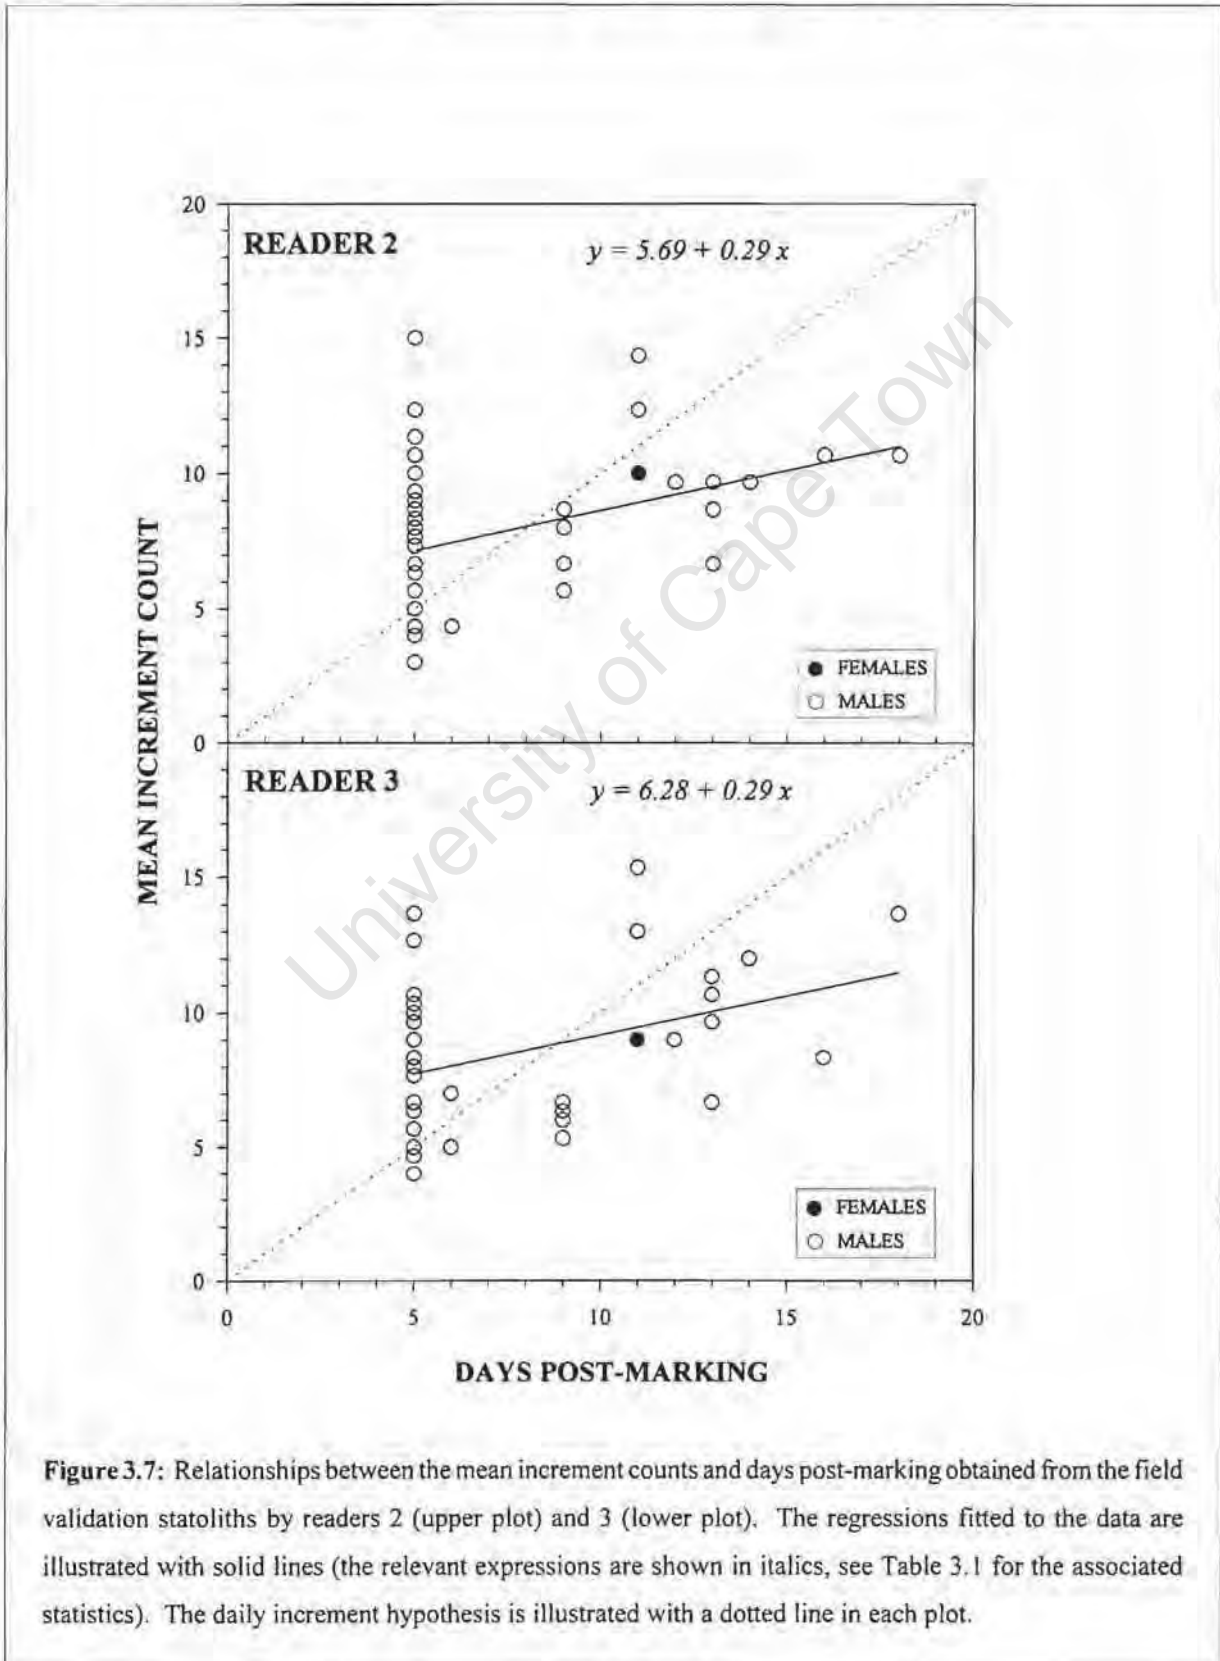 20
READER 2
y = 5.69 + 0.29 x
15
10
5
0
FEMALES
MALES
READER 3
y = 6.28 + 0.29 x
15
10
5
0
FEMALES
MALES
0 5 10 15 20
MEAN INCREMENT COUNT
DAYS POST-MARKING
University of Cape Town
Figure 3.7: Relationships between the mean increment counts and days post-marking obtained from the field
validation statoliths by readers 2 (upper plot) and 3 (lower plot). The regressions fitted to the data are
illustrated with solid lines (the relevant expressions are shown in italics, see Table 3.1 for the associated
statistics). The daily increment hypothesis is illustrated with a dotted line in each plot.